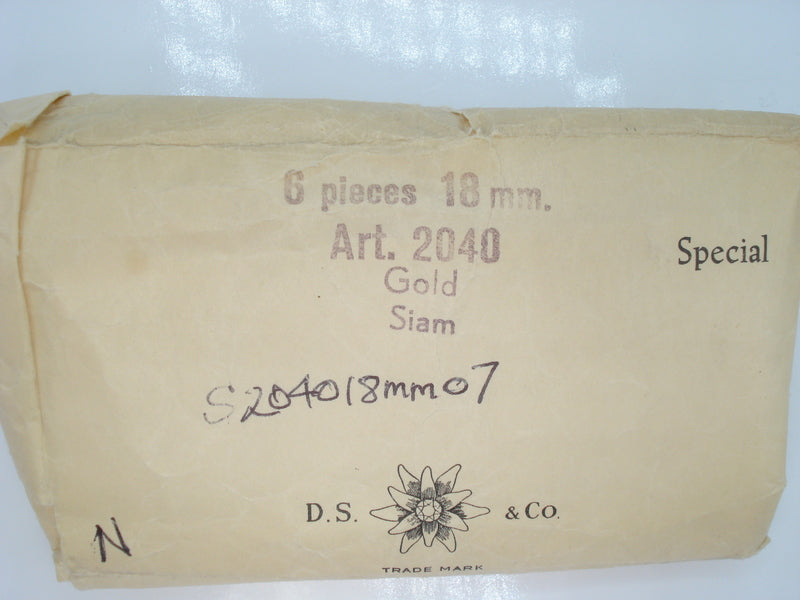 6 pieces 18 mm.
Art. 2040
Gold
Siam
Special
S204018mm07
D.S. & Co.
TRADE MARK
N